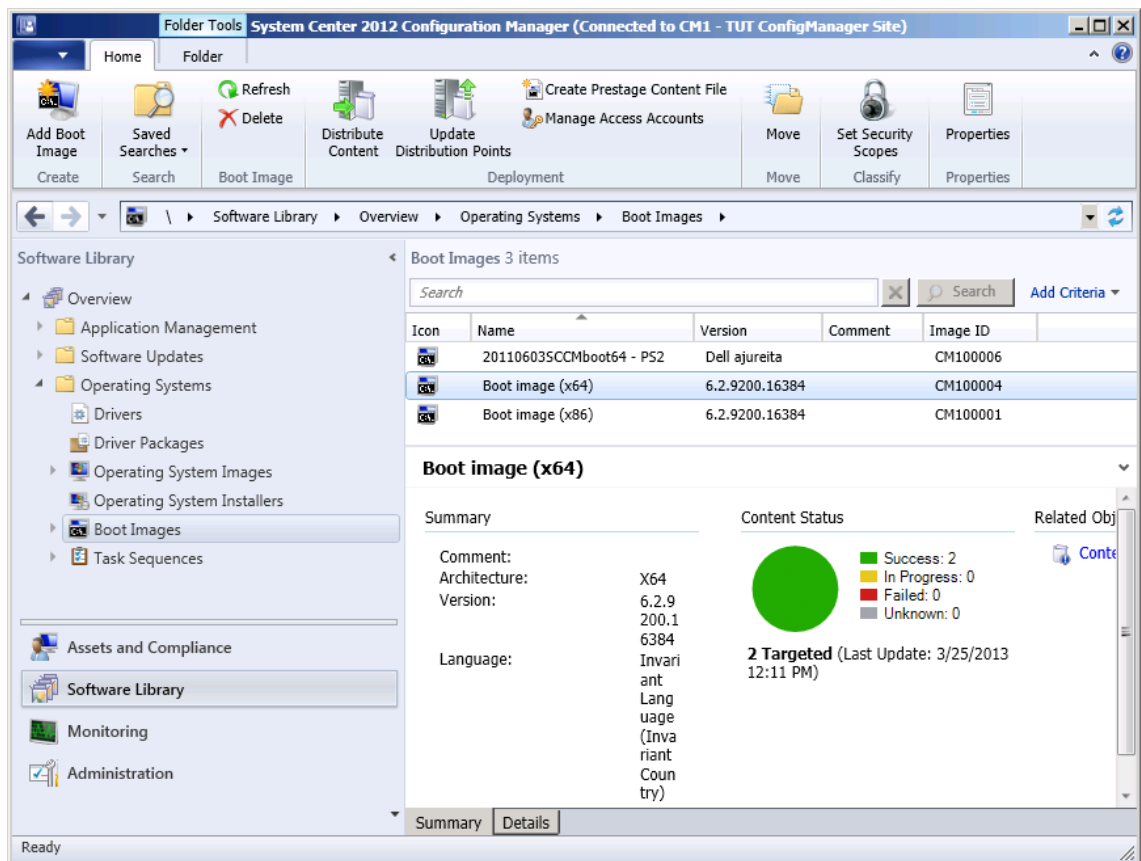 Folder Tools System Center 2012 Configuration Manager (Connected to CM1 - TUT ConfigManager Site)
Home Folder
Add Boot Image
Saved Searches
Refresh
Delete
Distribute Content
Update Distribution Points
Create Prestage Content File
Manage Access Accounts
Move
Set Security Scopes
Properties
Create Search Boot Image Deployment Move Classify Properties
\ Software Library Overview Operating Systems Boot Images
Software Library
Overview
Application Management
Software Updates
Operating Systems
Drivers
Driver Packages
Operating System Images
Operating System Installers
Boot Images
Task Sequences
Assets and Compliance
Software Library
Monitoring
Administration
Boot Images 3 items
Search Search Add Criteria
Icon Name Version Comment Image ID
20110603SCCMboot64 - PS2 Dell ajureita CM100006
Boot image (x64) 6.2.9200.16384 CM100004
Boot image (x86) 6.2.9200.16384 CM100001
Boot image (x64)
Summary
Comment:
Architecture: X64
Version: 6.2.9
200.1
6384
Language: Invari
ant
Lang
uage
(Inva
riant
Coun
try)
Content Status
Success: 2
In Progress: 0
Failed: 0
Unknown: 0
2 Targeted (Last Update: 3/25/2013
12:11 PM)
Related Obj
Conte
Summary Details
Ready